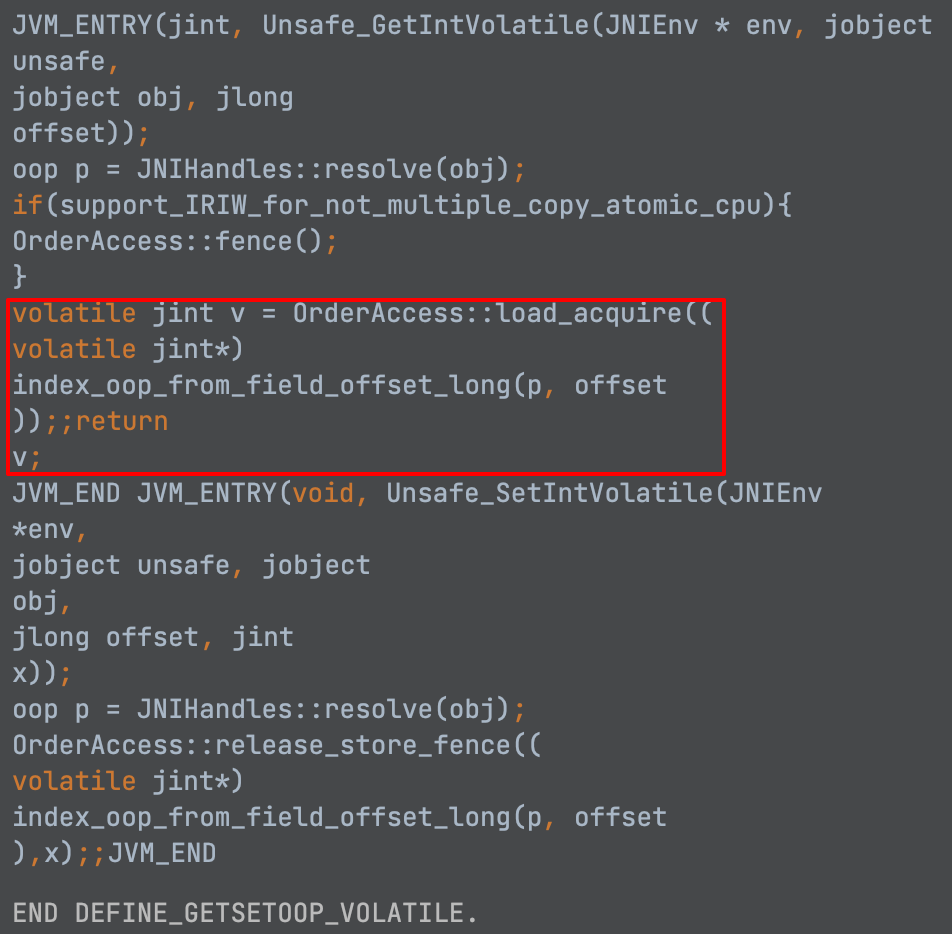 JVM_ENTRY(jint, Unsafe_GetIntVolatile(JNIEnv * env, jobject
unsafe,
jobject obj, jlong
offset));
oop p = JNIHandles::resolve(obj);
if(support_IRIW_for_not_multiple_copy_atomic_cpu){
OrderAccess::fence();
}
volatile jint v = OrderAccess::load_acquire((
volatile jint*)
index_oop_from_field_offset_long(p, offset
));;return
v;
JVM_END JVM_ENTRY(void, Unsafe_SetIntVolatile(JNIEnv
*env,
jobject unsafe, jobject
obj,
jlong offset, jint
x));
oop p = JNIHandles::resolve(obj);
OrderAccess::release_store_fence((
volatile jint*)
index_oop_from_field_offset_long(p, offset
),x);;JVM_END
END DEFINE_GETSETOOP_VOLATILE.